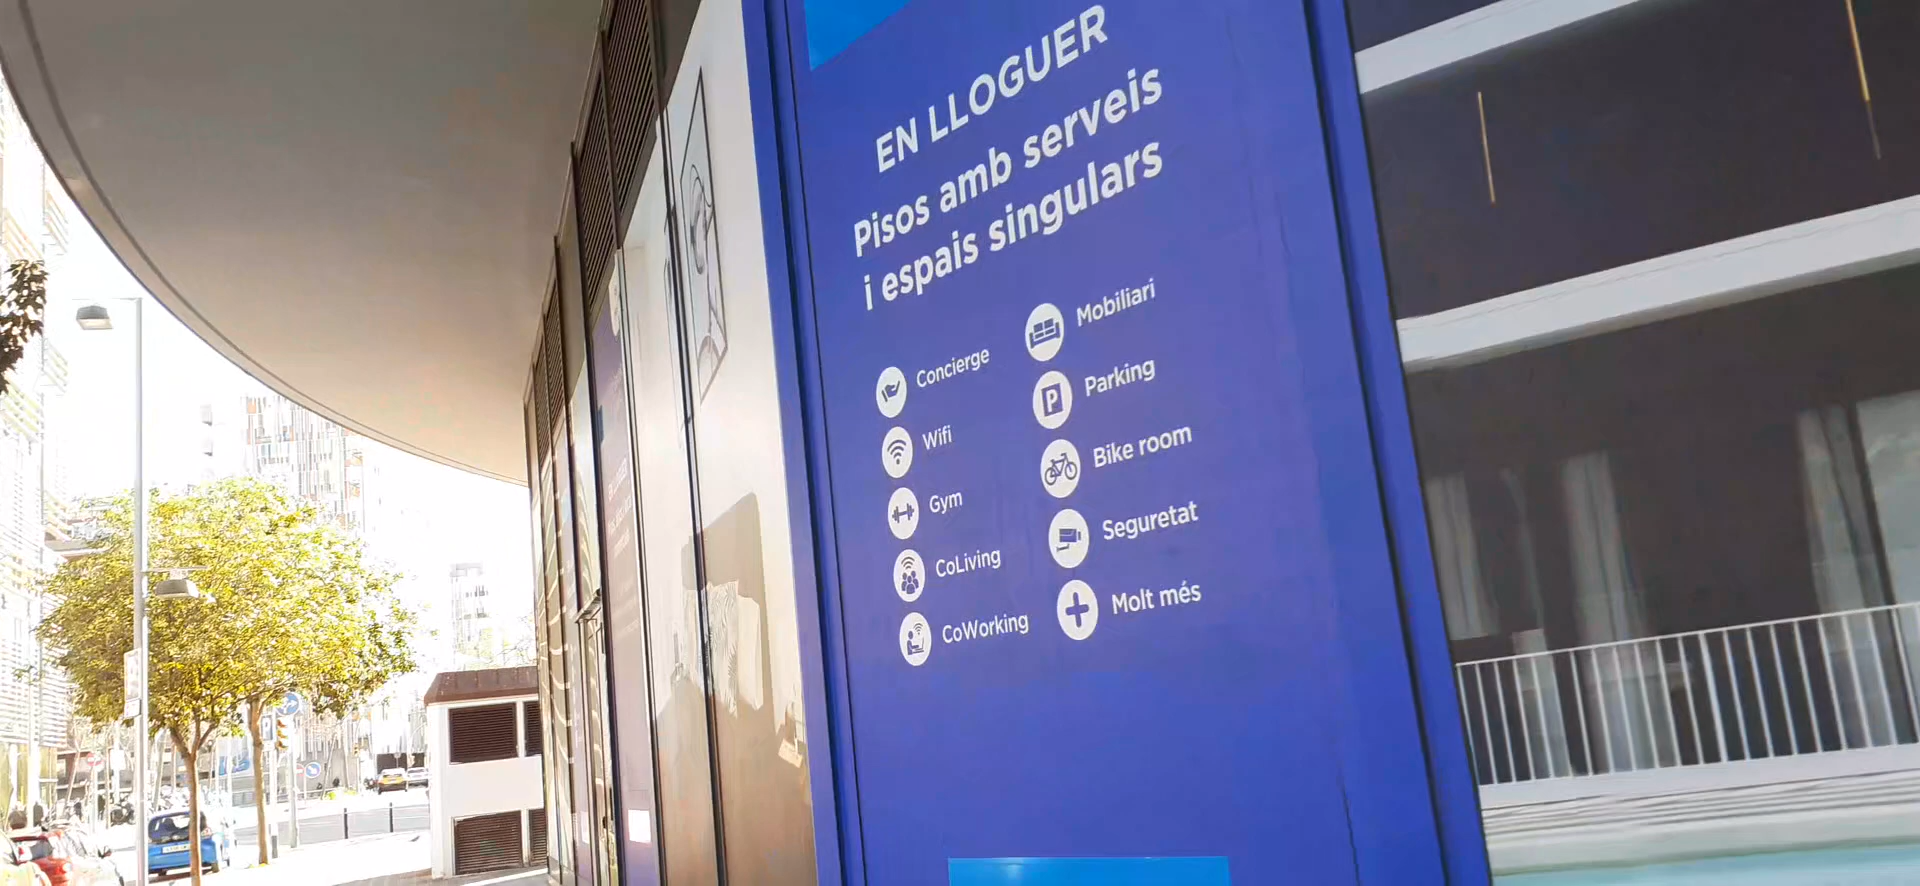 EN LLOGUER
Pisos amb serveis
i espais singulars
Concierge
Wifi
Gym
CoLiving
CoWorking
Mobiliari
Parking
Bike room
Seguretat
Molt més